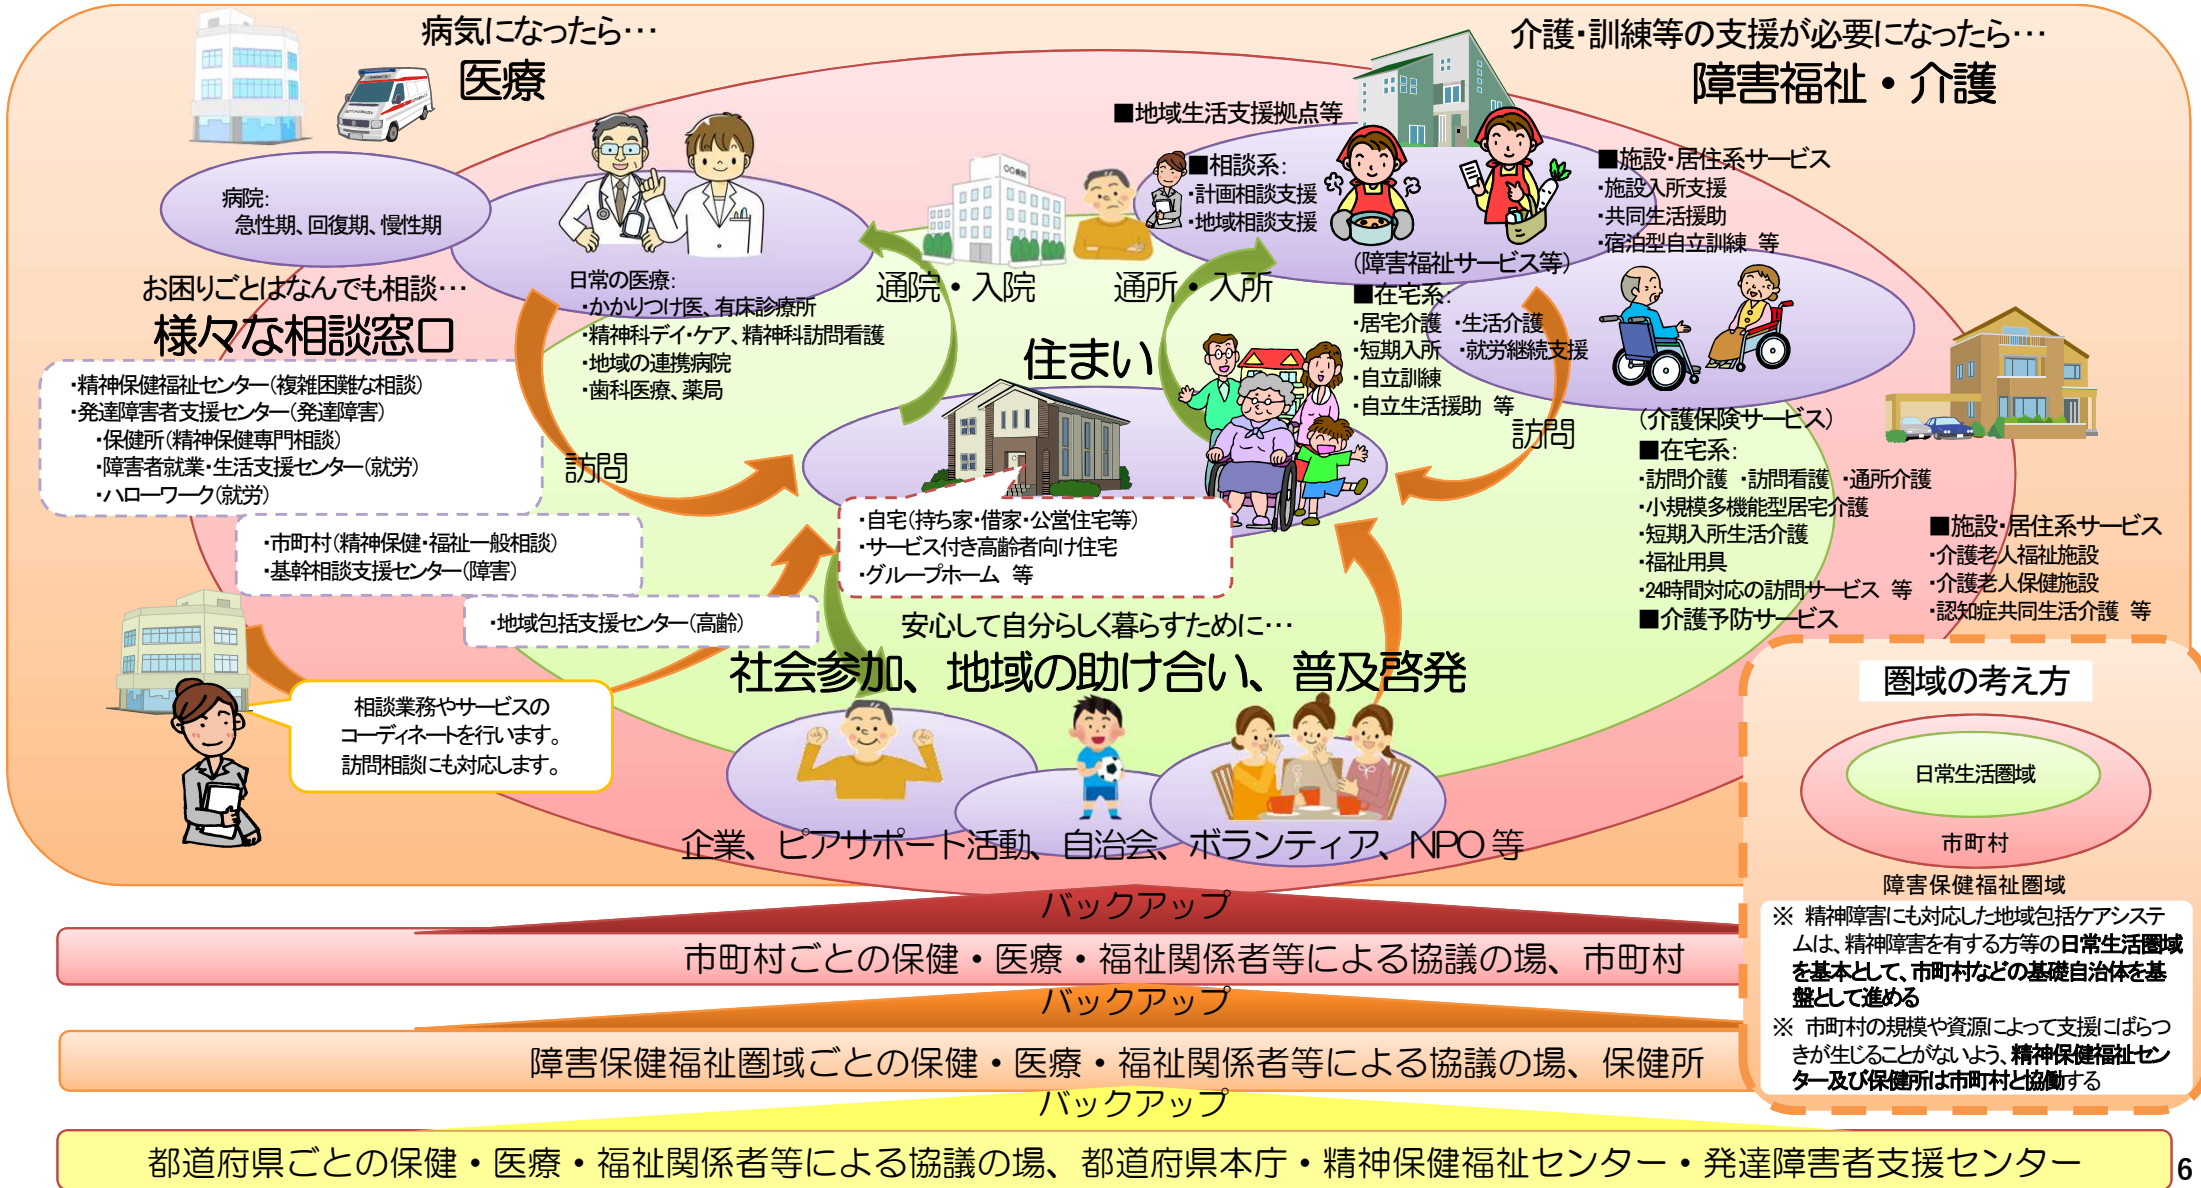 病気になったら…
医療
介護・訓練等の支援が必要になったら…
障害福祉・介護
病院:
急性期、回復期、慢性期
日常の医療:
・かかりつけ医、有床診療所
・精神科デイ・ケア、精神科訪問看護
・地域の連携病院
・歯科医療、薬局
○○病院
通院・入院
通所・入所
■地域生活支援拠点等
■相談系:
・計画相談支援
・地域相談支援
■施設・居住系サービス
・施設入所支援
・共同生活援助
・宿泊型自立訓練 等
(障害福祉サービス等)
■在宅系:
・居宅介護 ・生活介護
・短期入所 ・就労継続支援
・自立訓練
・自立生活援助 等
訪問
(介護保険サービス)
■在宅系:
・訪問介護 ・訪問看護 ・通所介護
・小規模多機能型居宅介護
・短期入所生活介護
・福祉用具
・24時間対応の訪問サービス 等
■介護予防サービス
■施設・居住系サービス
・介護老人福祉施設
・介護老人保健施設
・認知症共同生活介護 等
お困りごとはなんでも相談…
様々な相談窓口
・精神保健福祉センター(複雑困難な相談)
・発達障害者支援センター(発達障害)
・保健所(精神保健専門相談)
・障害者就業・生活支援センター(就労)
・ハローワーク(就労)
・市町村(精神保健・福祉一般相談)
・基幹相談支援センター(障害)
・地域包括支援センター(高齢)
訪問
住まい
・自宅(持ち家・借家・公営住宅等)
・サービス付き高齢者向け住宅
・グループホーム 等
相談業務やサービスの
コーディネートを行います。
訪問相談にも対応します。
安心して自分らしく暮らすために…
社会参加、地域の助け合い、普及啓発
企業、ピアサポート活動、自治会、ボランティア、NPO 等
圏域の考え方
日常生活圏域
市町村
障害保健福祉圏域
※ 精神障害にも対応した地域包括ケアシステ
ムは、精神障害を有する方等の日常生活圏域
を基本として、市町村などの基礎自治体を基
盤として進める
※ 市町村の規模や資源によって支援にばらつ
きが生じることがないよう、精神保健福祉セン
ター及び保健所は市町村と協働する
バックアップ
市町村ごとの保健・医療・福祉関係者等による協議の場、市町村
バックアップ
障害保健福祉圏域ごとの保健・医療・福祉関係者等による協議の場、保健所
バックアップ
都道府県ごとの保健・医療・福祉関係者等による協議の場、都道府県本庁・精神保健福祉センター・発達障害者支援センター
6